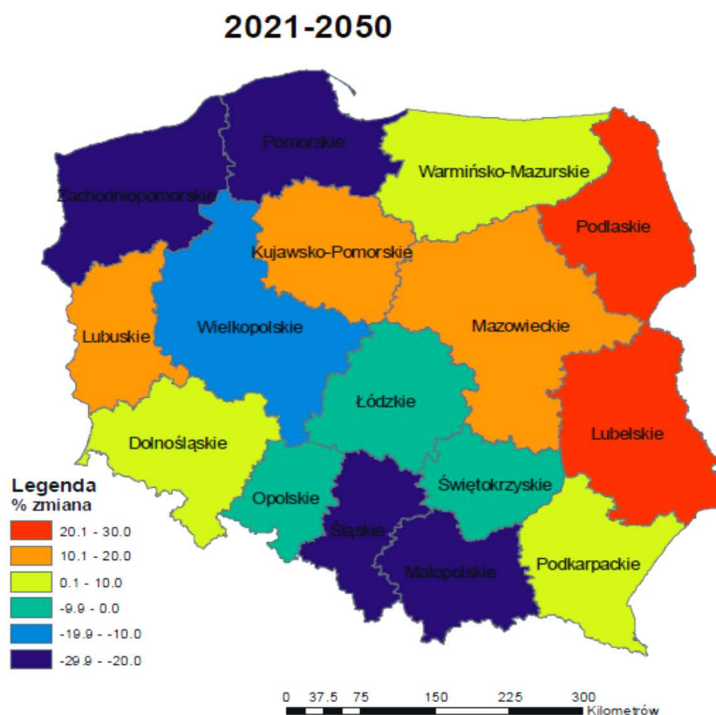 2021-2050
Pomorskie
Warmińsko-Mazurskie
Zachodniopomorskie
Podlaskie
Kujawsko-Pomorskie
Wielkopolskie
Mazowieckie
Lubuskie
Łódzkie
Lubelskie
Dolnośląskie
Legenda
% zmiana
20.1 - 30.0
10.1 - 20.0
0.1 - 10.0
-9.9 - 0.0
-19.9 - -10.0
-29.9 - -20.0
Opolskie
Świętokrzyskie
Śląskie
Małopolskie
Podkarpackie
0 37.5 75 150 225 300
Kilometrów